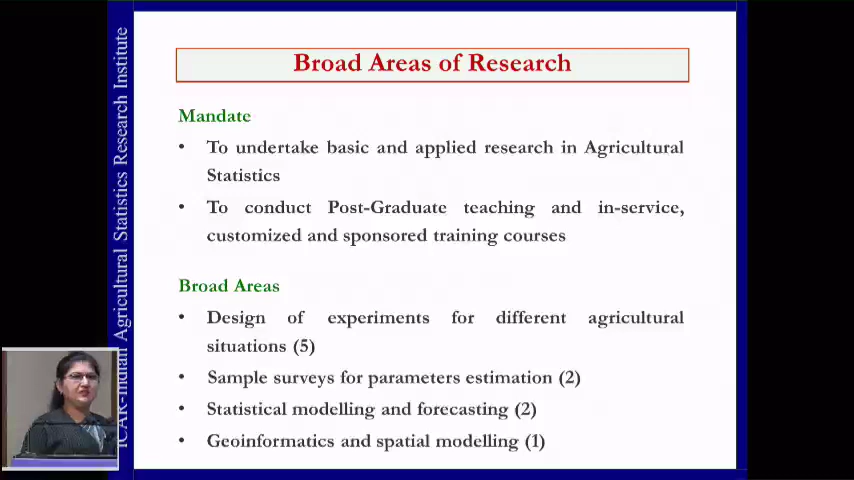 Broad Areas of Research
Mandate
• To undertake basic and applied research in Agricultural
Statistics
• To conduct Post-Graduate teaching and in-service,
customized and sponsored training courses
Broad Areas
• Design of experiments for different agricultural
situations (5)
• Sample surveys for parameters estimation (2)
• Statistical modelling and forecasting (2)
• Geoinformatics and spatial modelling (1)
ICAR-Indian Agricultural Statistics Research Institute